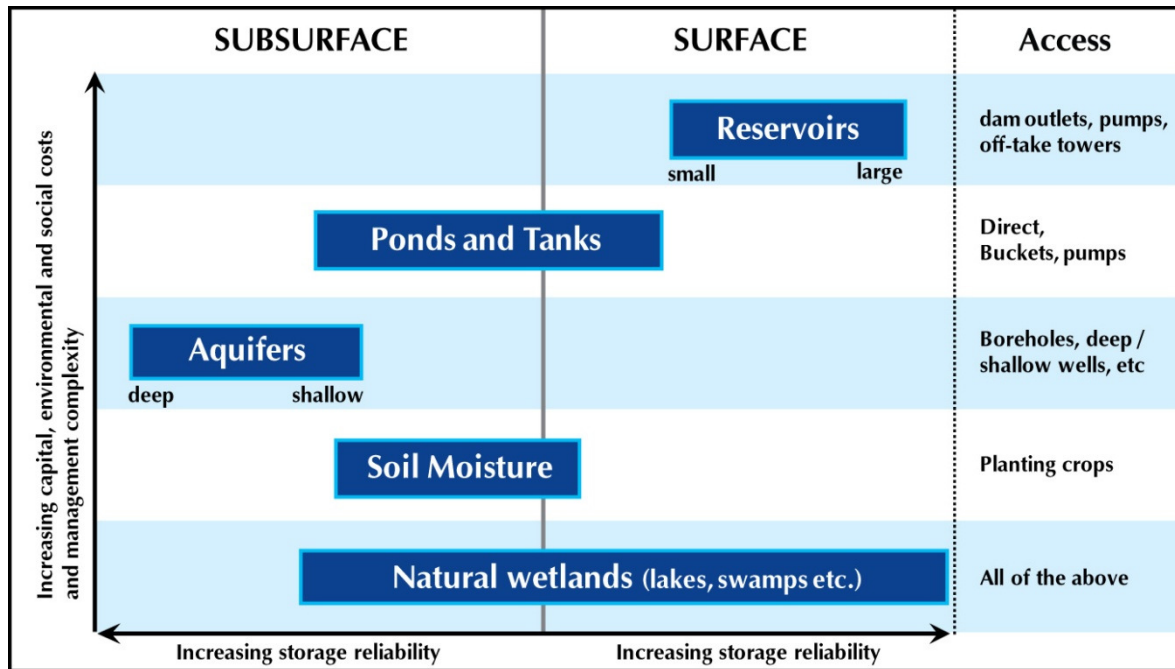 SUBSURFACE
SURFACE
Access
Increasing capital, environmental and social costs
and management complexity
Reservoirs
small
large
dam outlets, pumps,
off-take towers
Ponds and Tanks
Direct,
Buckets, pumps
Aquifers
deep
shallow
Boreholes, deep /
shallow wells, etc
Soil Moisture
Planting crops
Natural wetlands (lakes, swamps etc.)
All of the above
Increasing storage reliability
Increasing storage reliability